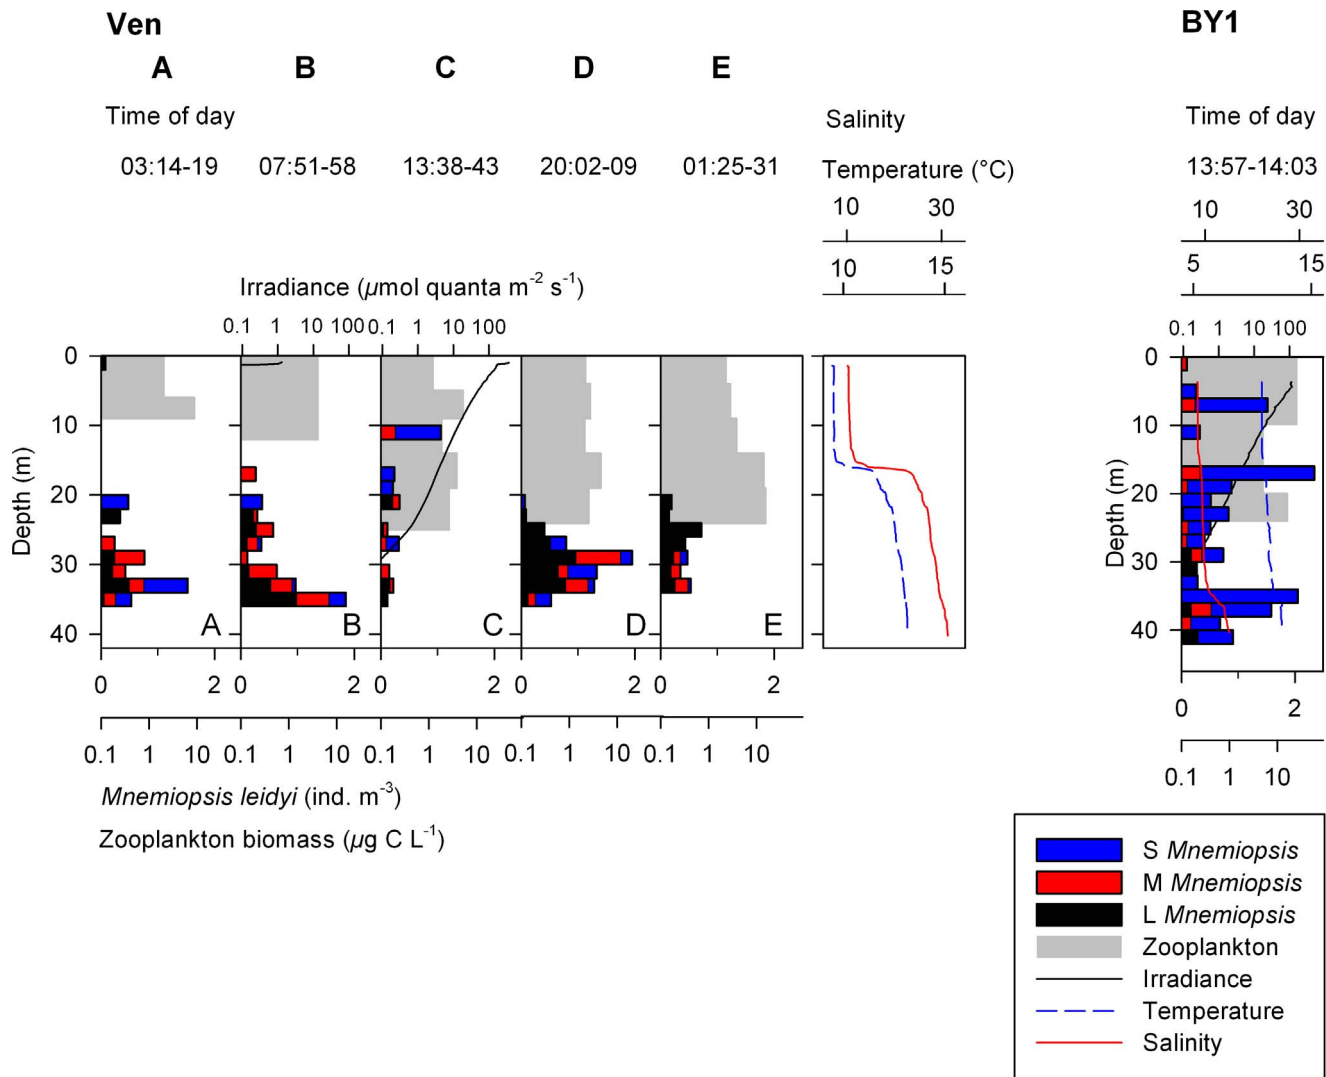 Ven BY1
A B C D E
Time of day Salinity Time of day
03:14-19 07:51-58 13:38-43 20:02-09 01:25-31 Temperature (°C) 13:57-14:03
10 30 10 30
10 15 5 15
Irradiance (µmol quanta m-2 s-1)
0.1 1 10 100 0.1 1 10 100 0.1 1 10 100
0 0
10 10
Depth (m) Depth (m)
20 20
30 30
40 A B C D E 40
0 2 0 2 0 2 0 2 0 2 0 2
0.1 1 10 0.1 1 10 0.1 1 10 0.1 1 10 0.1 1 10 0.1 1 10
Mnemiopsis leidyi (ind. m-3)
Zooplankton biomass (µg C L-1)
S Mnemiopsis
M Mnemiopsis
L Mnemiopsis
Zooplankton
Irradiance
Temperature
Salinity